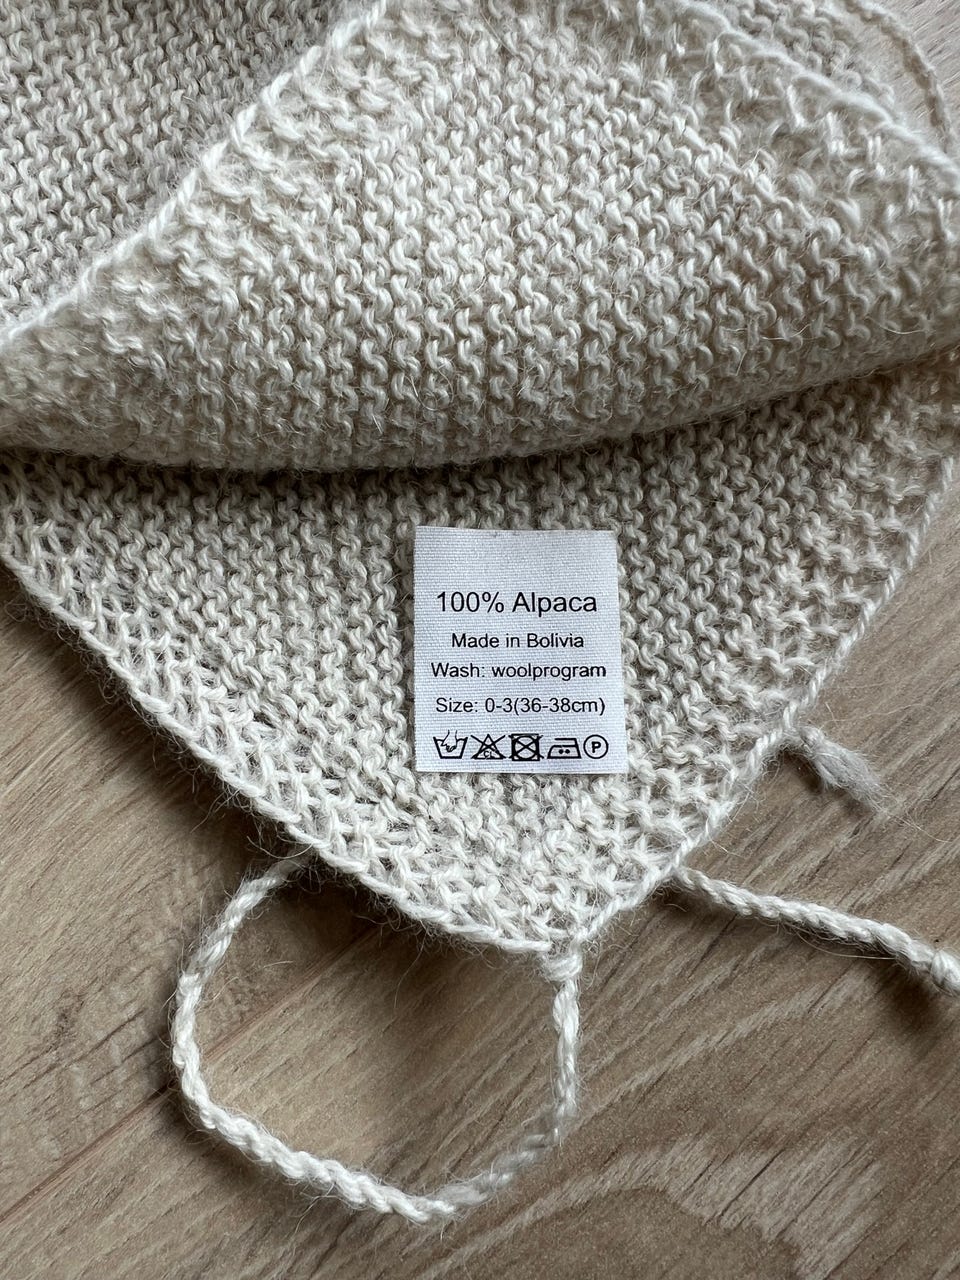 100% Alpaca
Made in Bolivia
Wash: woolprogram
Size: 0-3(36-38cm)
P